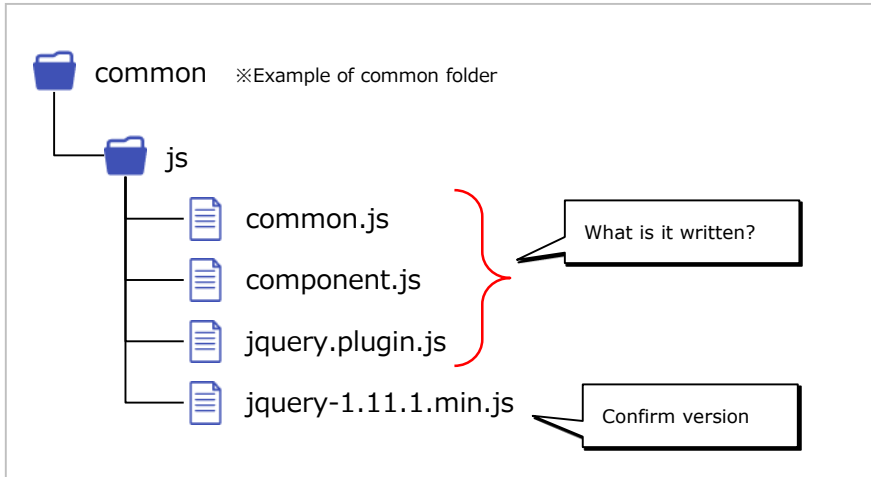 common ※Example of common folder
js
common.js
component.js
jquery.plugin.js
jquery-1.11.1.min.js
What is it written?
Confirm version